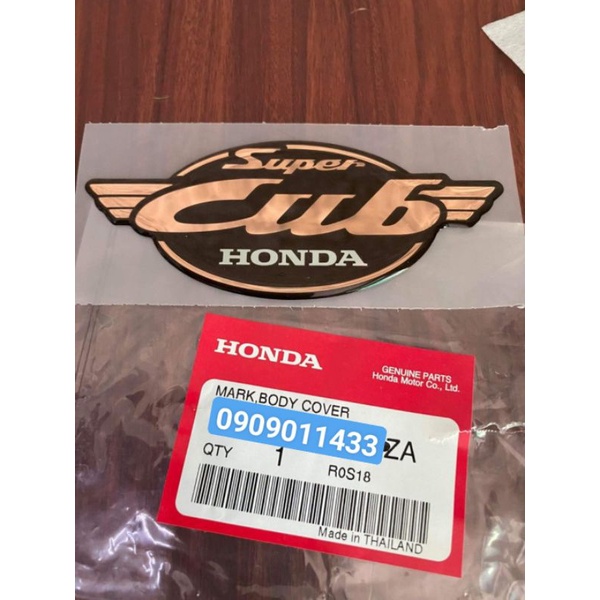 Super
Cub
HONDA
HONDA
GENUINE PARTS
Honda Motor Co., Ltd.
MARK,BODY COVER
0909011433
ZA
QTY 1
R0S18
Made in THAILAND